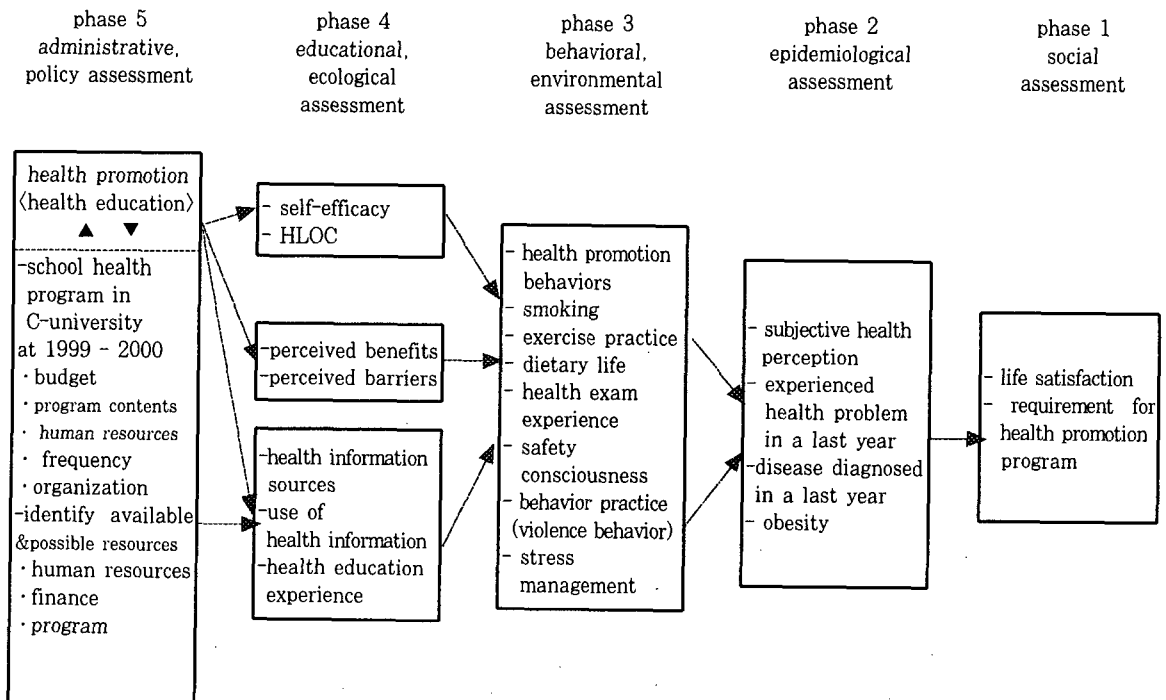 phase 5
administrative,
policy assessment
phase 4
educational,
ecological
assessment
phase 3
behavioral,
environmental
assessment
phase 2
epidemiological
assessment
phase 1
social
assessment
health promotion
〈health education〉
▲ ▼
-school health
program in
C-university
at 1999 - 2000
· budget
· program contents
· human resources
· frequency
· organization
-identify available
&possible resources
· human resources
· finance
· program
- self-efficacy
- HLOC
-perceived benefits
-perceived barriers
-health information
sources
-use of
health information
-health education
experience
- health promotion
behaviors
- smoking
- exercise practice
- dietary life
- health exam
experience
- safety
consciousness
- behavior practice
(violence behavior)
- stress
management
- subjective health
perception
- experienced
health problem
in a last year
-disease diagnosed
in a last year
- obesity
- life satisfaction
- requirement for
health promotion
program